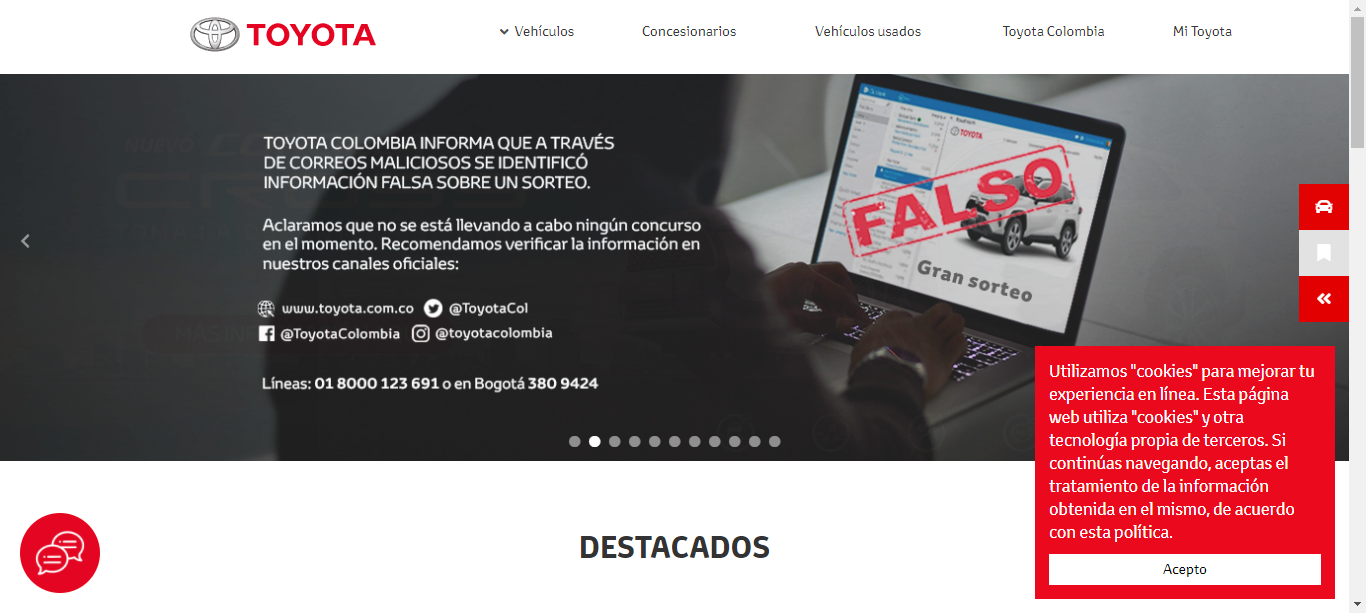 TOYOTA
Vehículos
Concesionarios
Vehículos usados
Toyota Colombia
Mi Toyota
TOYOTA COLOMBIA INFORMA QUE A TRAVÉS
DE CORREOS MALICIOSOS SE IDENTIFICÓ
INFORMACIÓN FALSA SOBRE UN SORTEO.
Aclaramos que no se está llevando a cabo ningún concurso
en el momento. Recomendamos verificar la información en
nuestros canales oficiales:
www.toyota.com.co @ToyotaCol
@ToyotaColombia @toyotacolombia
Líneas: 01 8000 123 691 o en Bogotá 380 9424
TOYOTA
FALSO
Gran sorteo
Utilizamos "cookies" para mejorar tu
experiencia en línea. Esta página
web utiliza "cookies" y otra
tecnología propia de terceros. Si
continúas navegando, aceptas el
tratamiento de la información
obtenida en el mismo, de acuerdo
con esta política.
Acepto
DESTACADOS